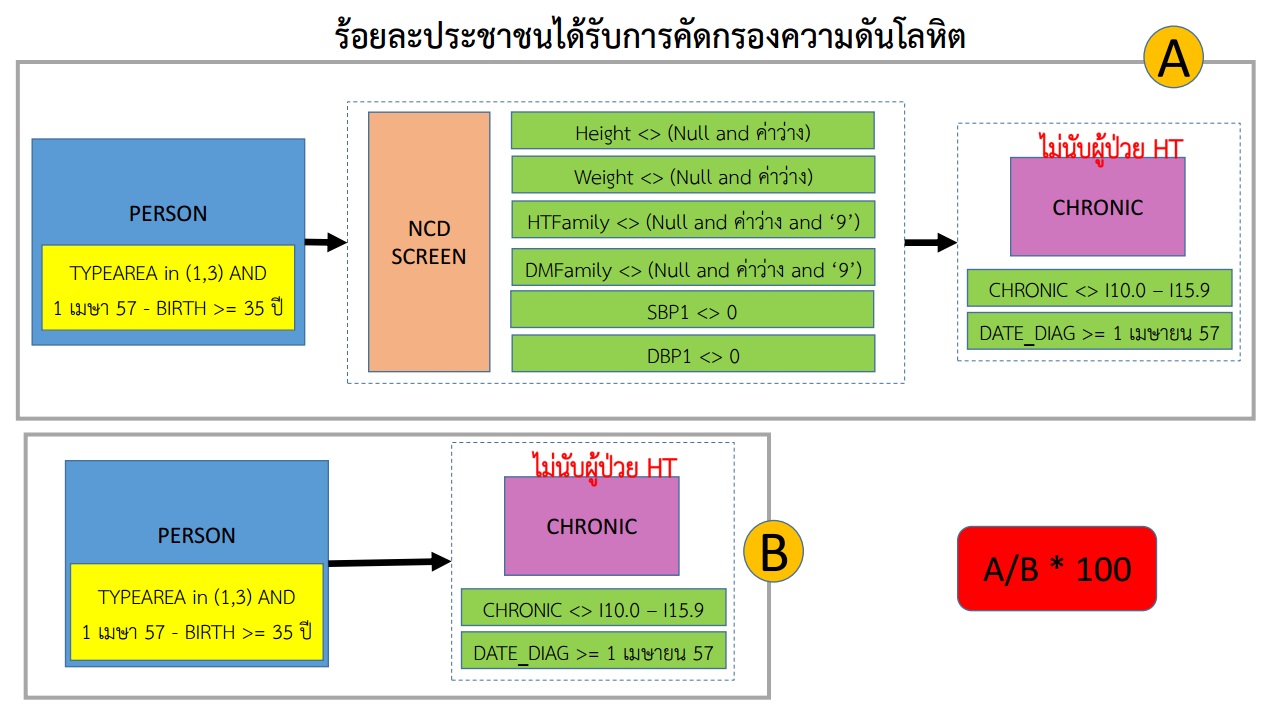 ร้อยละประชาชนได้รับการคัดกรองความดันโลหิต
A
PERSON
TYPEAREA in (1,3) AND
1 เมษา 57 - BIRTH >= 35 ปี
NCD
SCREEN
Height <> (Null and ค่าว่าง)
Weight <> (Null and ค่าว่าง)
HTFamily <> (Null and ค่าว่าง and ‘9’)
DMFamily <> (Null and ค่าว่าง and ‘9’)
SBP1 <> 0
DBP1 <> 0
ไม่นับผู้ป่วย HT
CHRONIC
CHRONIC <> I10.0 – I15.9
DATE_DIAG >= 1 เมษายน 57
PERSON
TYPEAREA in (1,3) AND
1 เมษา 57 - BIRTH >= 35 ปี
ไม่นับผู้ป่วย HT
CHRONIC
CHRONIC <> I10.0 – I15.9
DATE_DIAG >= 1 เมษายน 57
B
A/B * 100